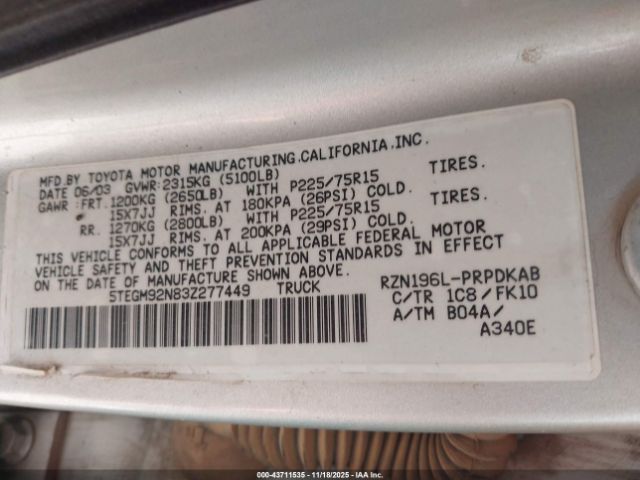 MFD.BY TOYOTA MOTOR MANUFACTURING,CALIFORNIA,INC.
DATE 06/03 GVWR:2315KG (5100LB)
GAWR:FRT. 1200KG (2650LB) WITH P225/75R15 TIRES.
15X7JJ RIMS. AT 180KPA (26PSI) COLD.
RR. 1270KG (2800LB) WITH P225/75R15 TIRES.
15X7JJ RIMS. AT 200KPA (29PSI) COLD.
THIS VEHICLE CONFORMS TO ALL APPLICABLE FEDERAL MOTOR
VEHICLE SAFETY AND THEFT PREVENTION STANDARDS IN EFFECT
ON THE DATE OF MANUFACTURE SHOWN ABOVE.
5TEGM92N83Z277449 TRUCK
RZN196L-PRPDKAB
C/TR 1C8/FK10
A/TM B04A/
A340E
000-43711535 - 11/18/2025 - IAA Inc.